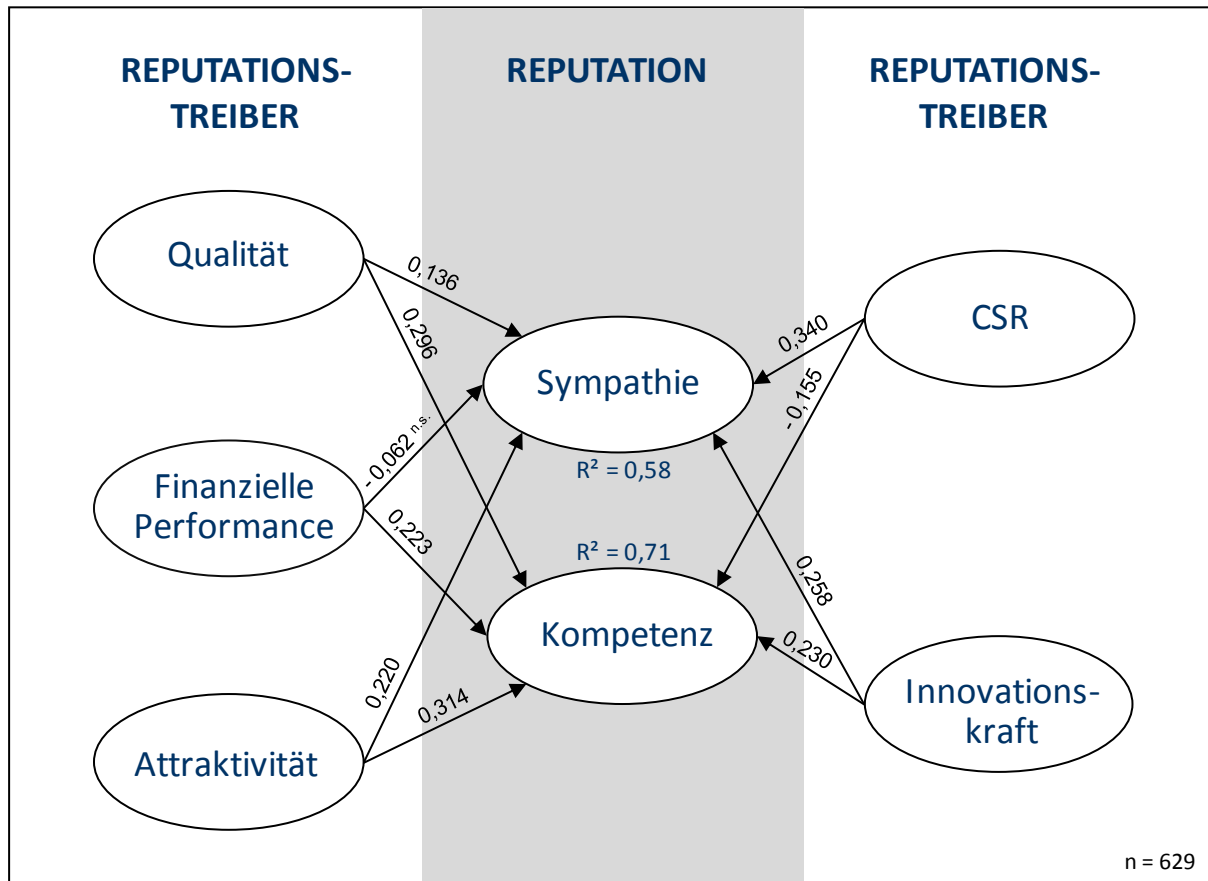 REPUTATIONS-
TREIBER
REPUTATION
REPUTATIONS-
TREIBER
Qualität
0,136
0,296
CSR
0,340
- 0,155
Sympathie
R² = 0,58
Finanzielle
Performance
- 0,062 n.s.
0,223
R² = 0,71
Kompetenz
0,258
0,230
Attraktivität
0,220
0,314
Innovations-
kraft
n = 629